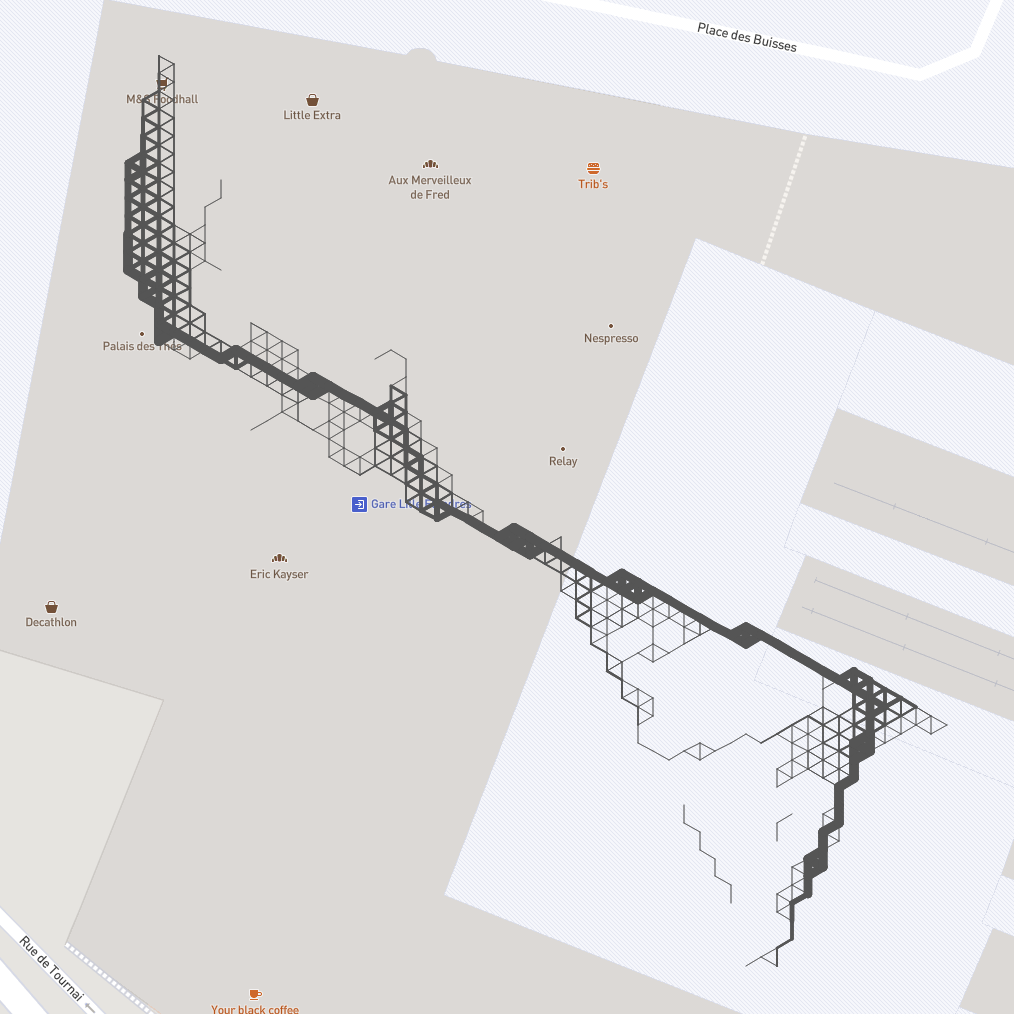 Place des Buisses
M&S Foodhall
Little Extra
Aux Merveilleux
de Fred
Trib's
Nespresso
Palais des Thés
Relay
Gare Lille Flandres
Eric Kayser
Decathlon
Rue de Tournai
Your black coffee